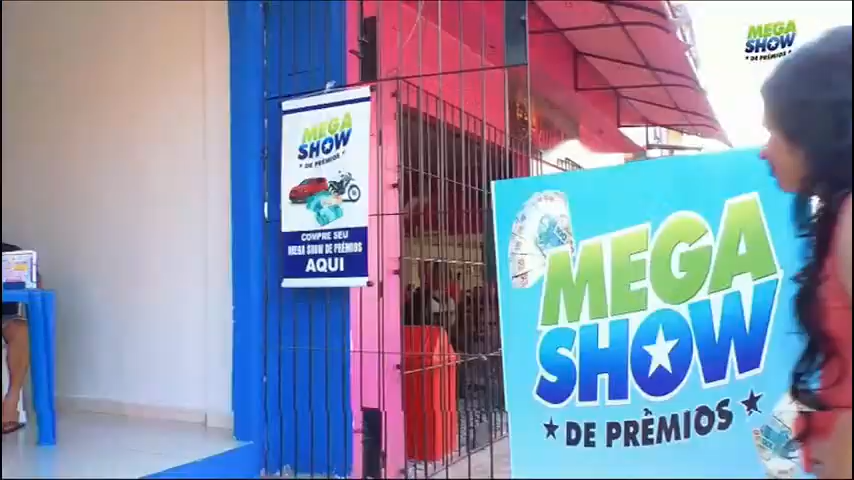 MEGA
SHOW
DE PRÊMIOS
MEGA
SHOW
DE PRÊMIOS
COMPRE SEU
MEGA SHOW DE PRÊMIOS
AQUI
MEGA
SHOW
DE PRÊMIOS